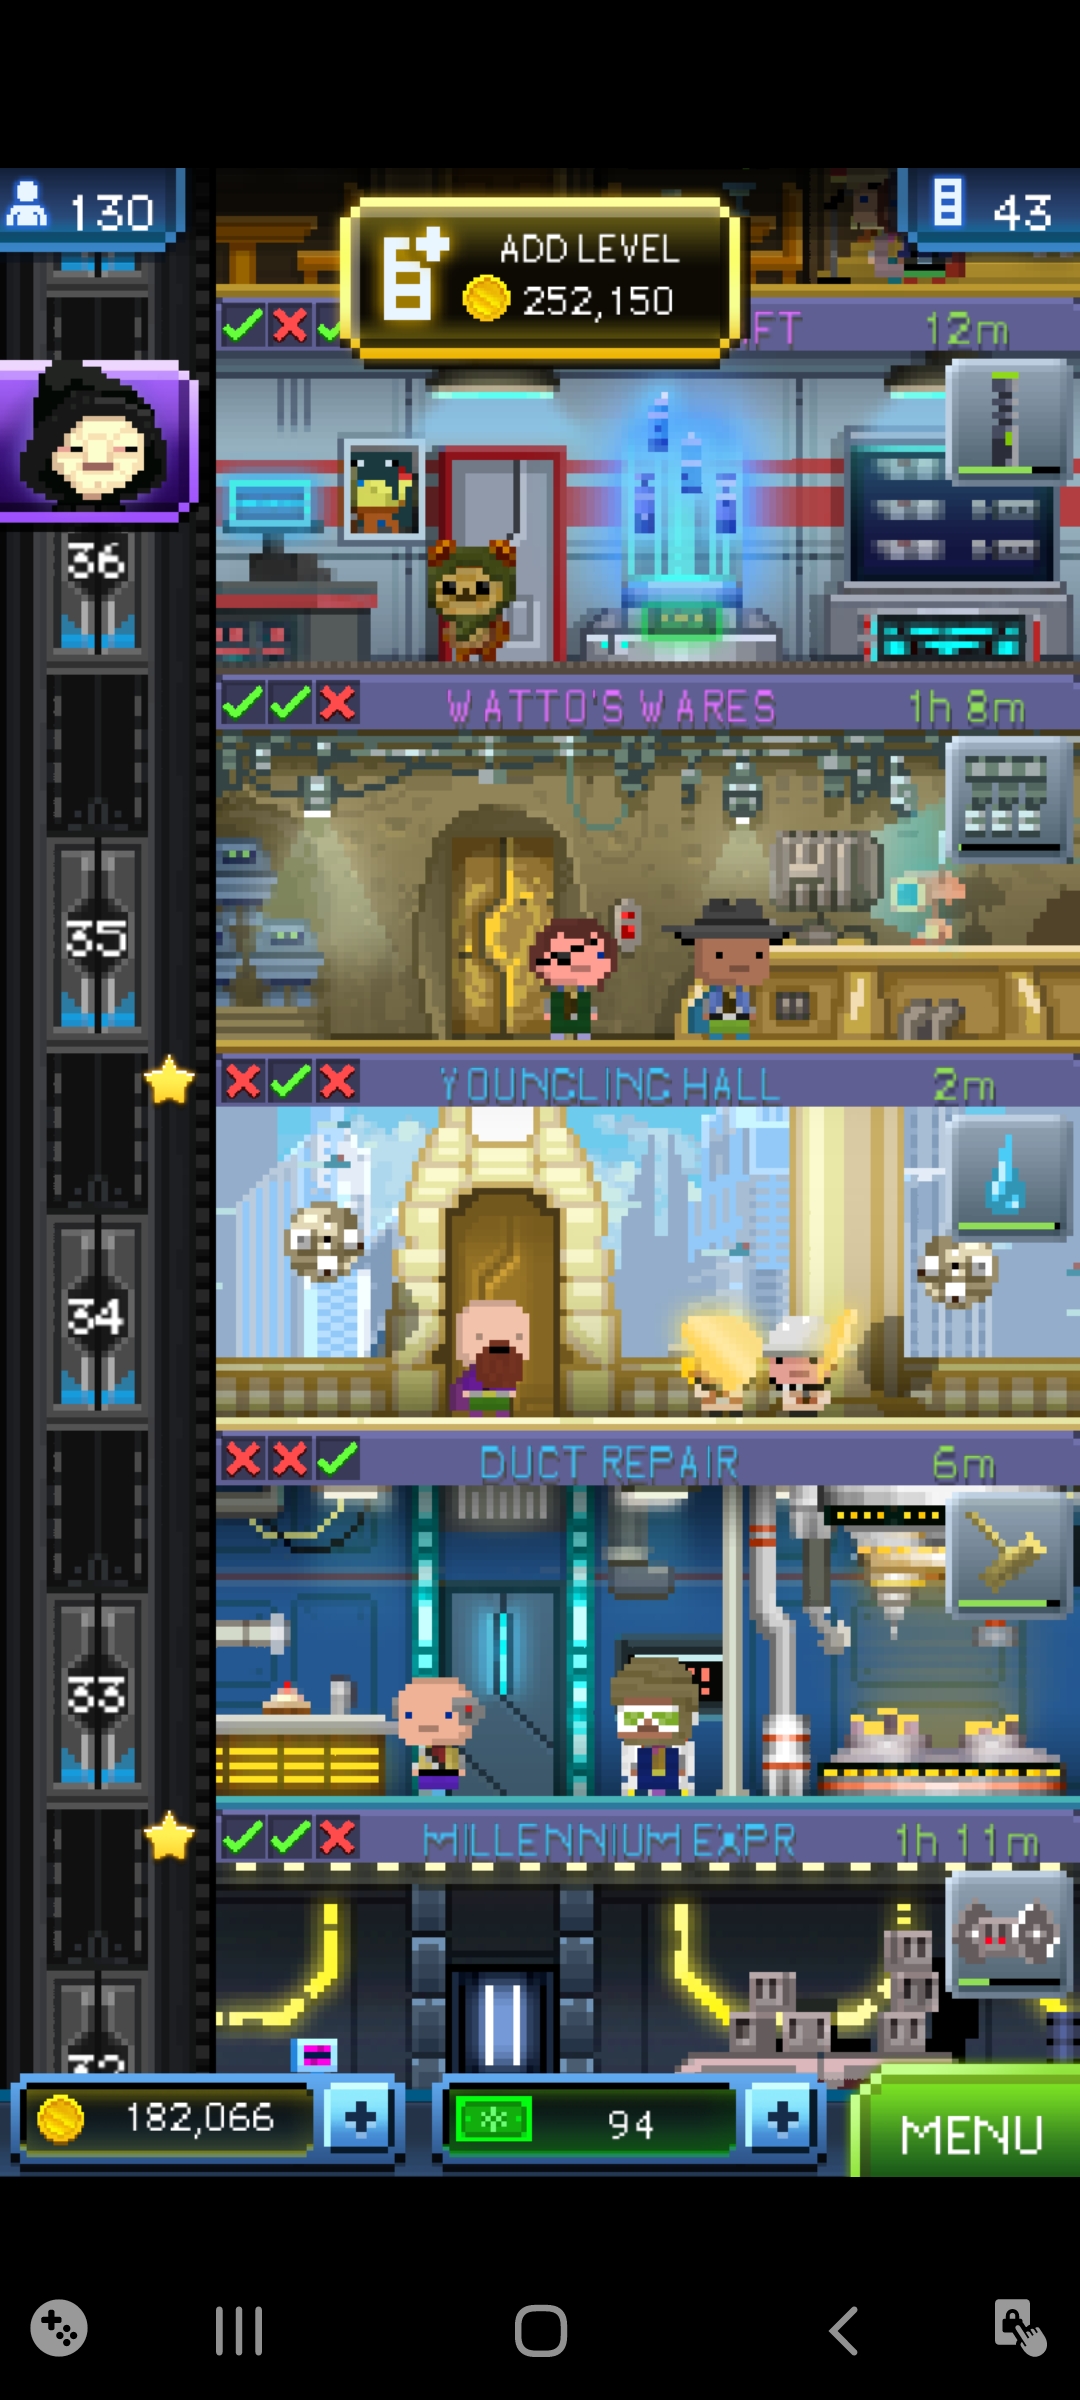 130
ADD LEVEL
252,150
43
12m
36
WATTO'S WARES
1h 8m
35
YOUNGLING HALL
2m
34
DUCT REPAIR
6m
33
MILLENNIUM EXPR
1h 11m
32
182,066
94
MENU